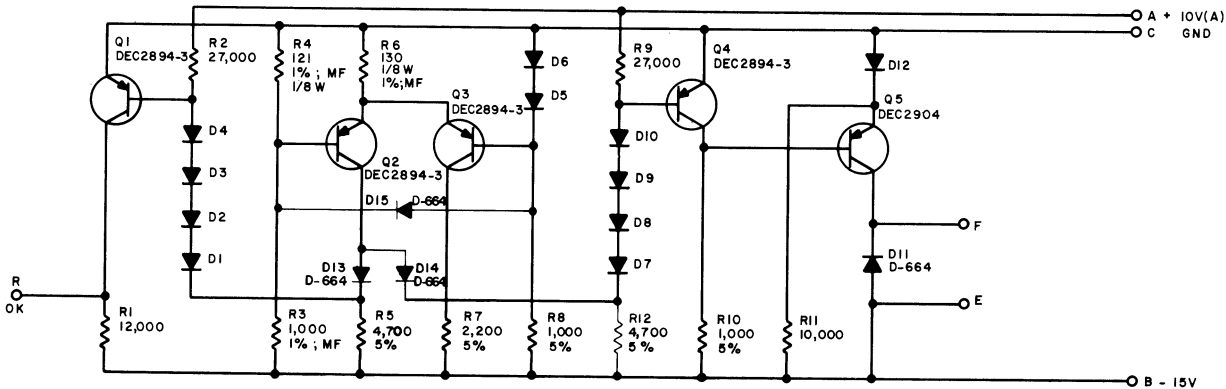 A + 10V(A)
C GND
Q1
DEC2894-3
R2
27,000
R4
121
1% ; MF
1/8 W
R6
130
1/8 W
1%;MF
Q3
DEC2894-3
D6
D5
R9
27,000
Q4
DEC2894-3
D12
Q5
DEC2904
D4
D3
D2
D1
Q2
DEC2894-3
D15 D-664
D10
D9
D8
D7
F
D11
D-664
E
D13
D-664
D14
D-664
R
OK
R1
12,000
R3
1,000
1% ; MF
R5
4,700
5%
R7
2,200
5%
R8
1,000
5%
R12
4,700
5%
R10
1,000
5%
R11
10,000
B - 15V